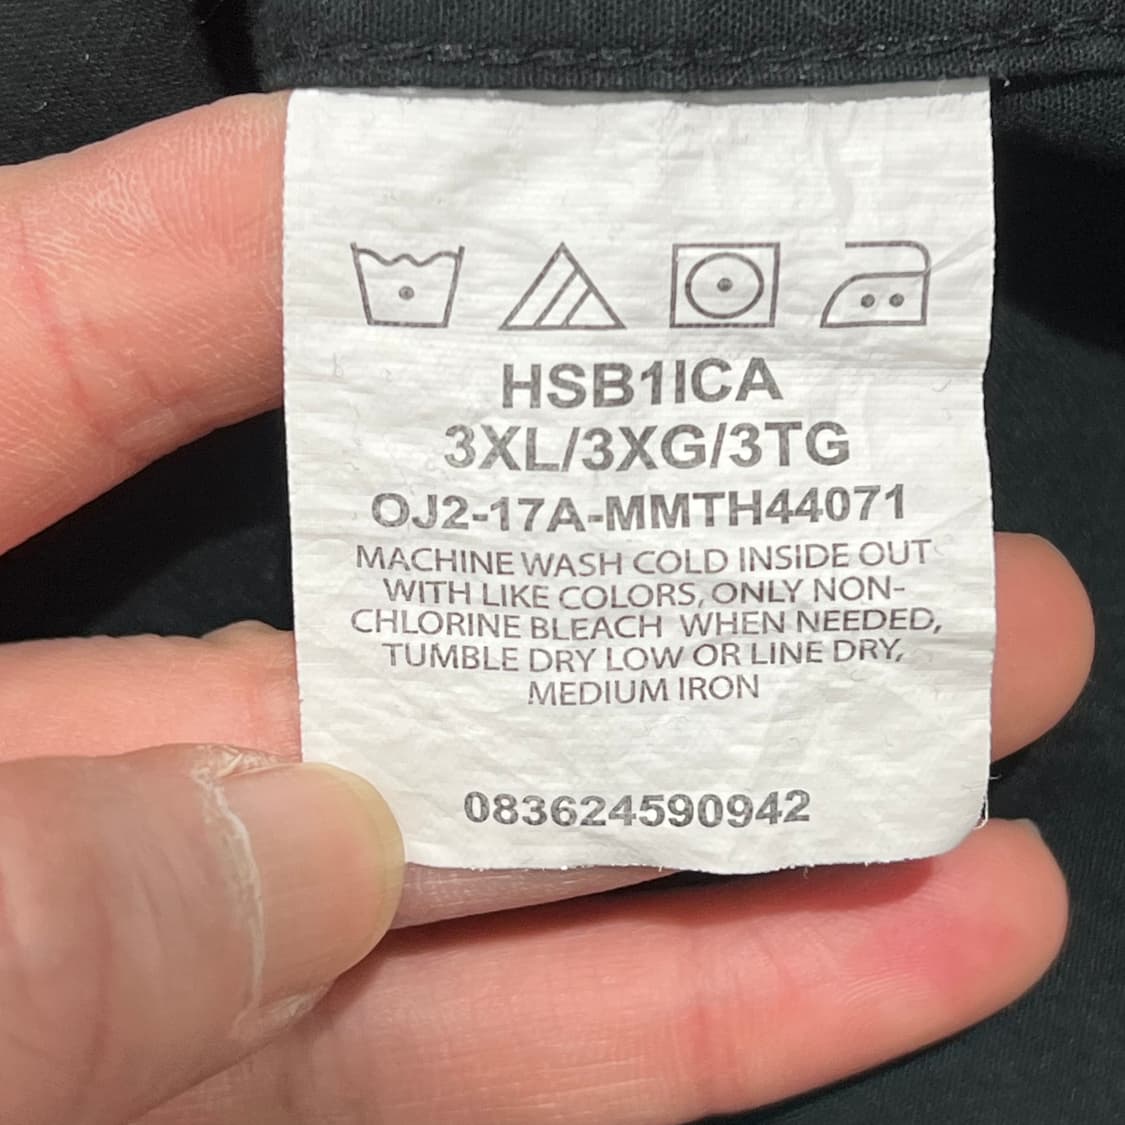 HSB1ICA
3XL/3XG/3TG
OJ2-17A-MMTH44071
MACHINE WASH COLD INSIDE OUT
WITH LIKE COLORS, ONLY NON-
CHLORINE BLEACH WHEN NEEDED,
TUMBLE DRY LOW OR LINE DRY,
MEDIUM IRON
083624590942